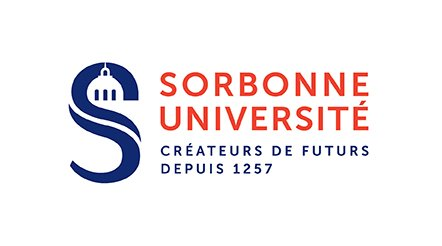 SORBONNE
UNIVERSITÉ
CRÉATEURS DE FUTURS
DEPUIS 1257